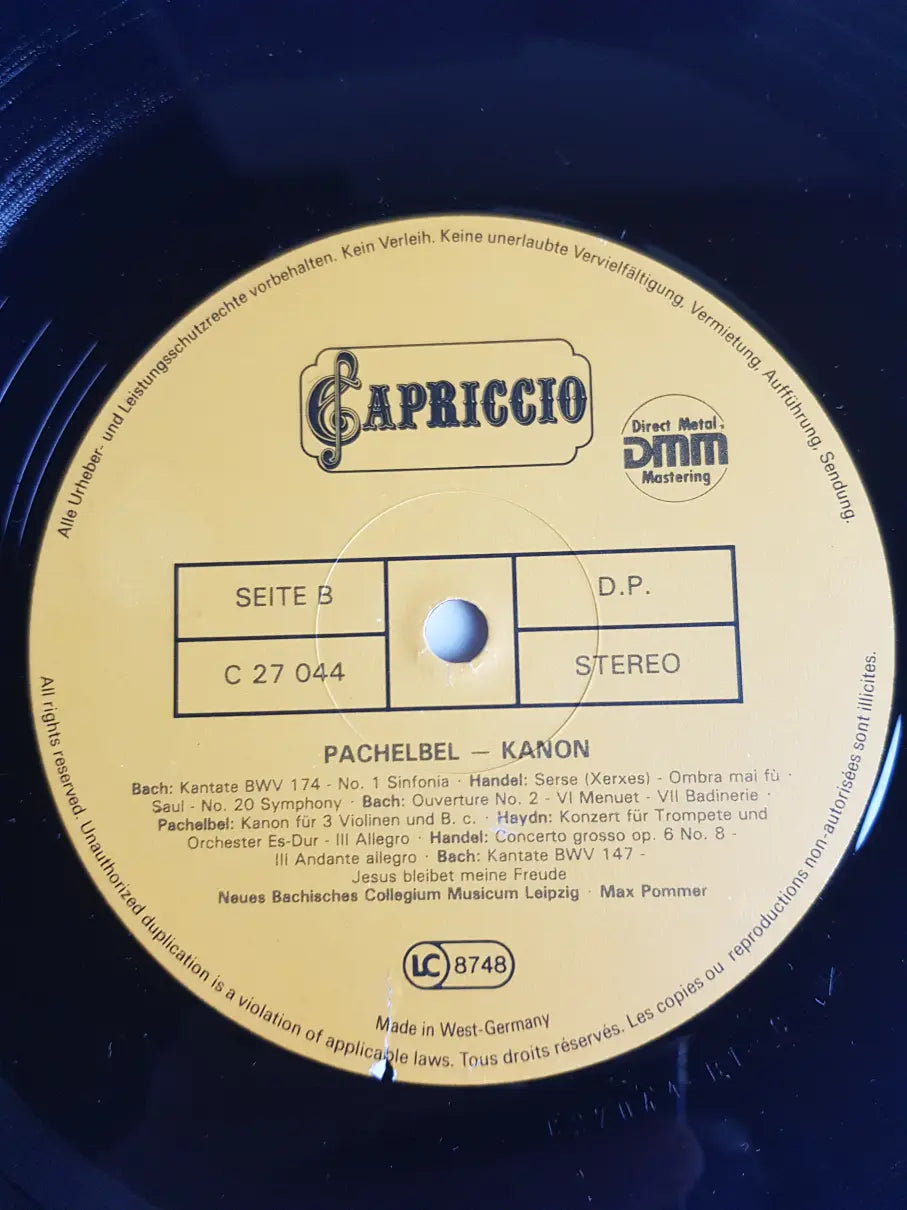 Alle Urheber- und Leistungsschutzrechte vorbehalten. Kein Verleih. Keine unerlaubte Vervielfältigung, Vermietung, Aufführung, Sendung.
CAPRICCIO
Direct Metal
DMM
Mastering
SEITE B
D.P.
C 27 044
STEREO
PACHELBEL — KANON
Bach: Kantate BWV 174 - No. 1 Sinfonia · Handel: Serse (Xerxes) - Ombra mai fù ·
Saul - No. 20 Symphony · Bach: Ouverture No. 2 - VI Menuet - VII Badinerie ·
Pachelbel: Kanon für 3 Violinen und B. c. · Haydn: Konzert für Trompete und
Orchester Es-Dur - III Allegro · Handel: Concerto grosso op. 6 No. 8 -
III Andante allegro · Bach: Kantate BWV 147 -
Jesus bleibet meine Freude
Neues Bachisches Collegium Musicum Leipzig · Max Pommer
LC 8748
Made in West-Germany
All rights reserved. Unauthorized duplication is a violation of applicable laws. Tous droits réservés. Les copies ou reproductions non-autorisées sont illicites.